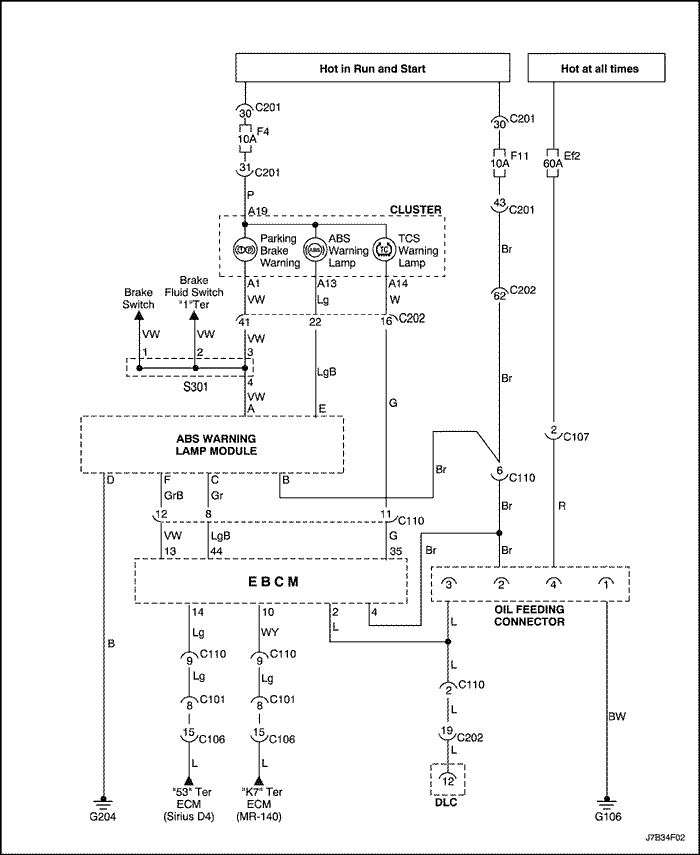 Hot in Run and Start
Hot at all times
30 C201
F4
10A
31 C201
P
A19
30 C201
F11
10A
43 C201
Br
62 C202
Br
Ef2
60A
CLUSTER
Parking
Brake
Warning
ABS
ABS
Warning
Lamp
TC
TCS
Warning
Lamp
A1 A13 A14
VW Lg W
41 22 16 C202
Brake
Switch
Brake
Fluid Switch
"1"Ter
VW VW VW
1 2 3
S301
4
VW
LgB
G
A E
ABS WARNING
LAMP MODULE
D F C B
GrB Gr
Br
2 C107
6 C110
Br
R
12 8 11 C110
VW LgB G
13 44 35
Br
Br
EBCM
3 2 4 1
OIL FEEDING
CONNECTOR
14 10 2 4
Lg WY L L
9 C110 9 C110
Lg Lg
8 C101 8 C101
15 C106 15 C106
L L
B
L
2 C110
L
19 C202
L
12
DLC
BW
"53" Ter
ECM
(Sirius D4)
"K7" Ter
ECM
(MR-140)
G204
G106
J7B34F02